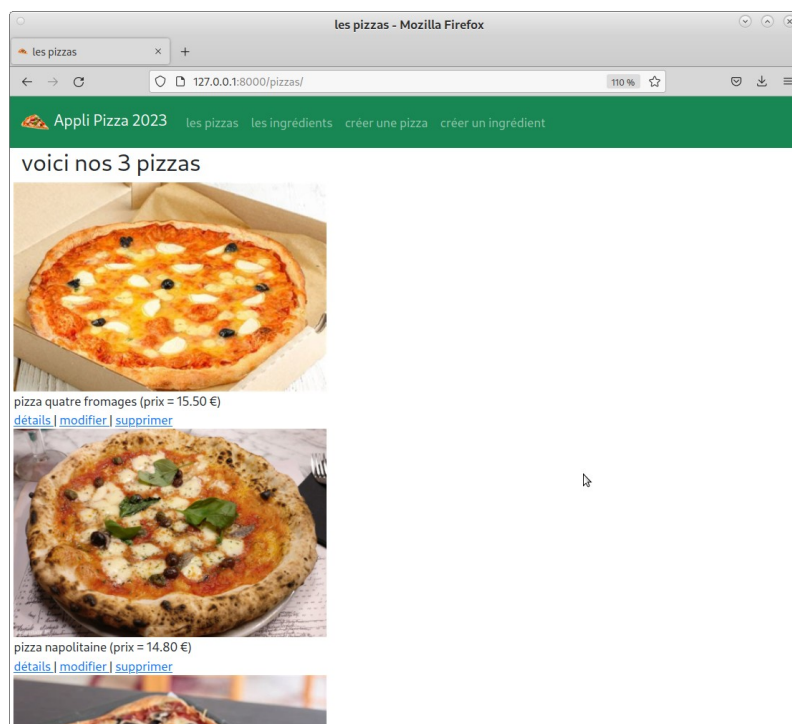 les pizzas - Mozilla Firefox
les pizzas
127.0.0.1:8000/pizzas/
110 %
Appli Pizza 2023 les pizzas les ingrédients créer une pizza créer un ingrédient
voici nos 3 pizzas
pizza quatre fromages (prix = 15.50 €)
détails | modifier | supprimer
pizza napolitaine (prix = 14.80 €)
détails | modifier | supprimer